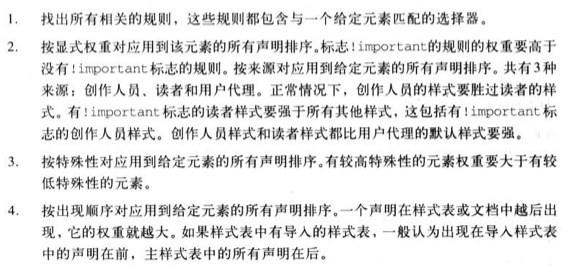 1. 找出所有相关的规则，这些规则都包含与一个给定元素匹配的选择器。
2. 按显式权重对应用到该元素的所有声明排序。标志!important的规则的权重要高于
没有!important标志的规则。按来源对应用到给定元素的所有声明排序。共有3种
来源：创作人员、读者和用户代理。正常情况下，创作人员的样式要胜过读者的样
式。有!important标志的读者样式要强于所有其他样式，这包括有!important标
志的创作人员样式。创作人员样式和读者样式都比用户代理的默认样式要强。
3. 按特殊性对应用到给定元素的所有声明排序。有较高特殊性的元素权重要大于有较
低特殊性的元素。
4. 按出现顺序对应用到给定元素的所有声明排序。一个声明在样式表或文档中越后出
现，它的权重就越大。如果样式表中有导入的样式表，一般认为出现在导入样式表
中的声明在前，主样式表中的所有声明在后。